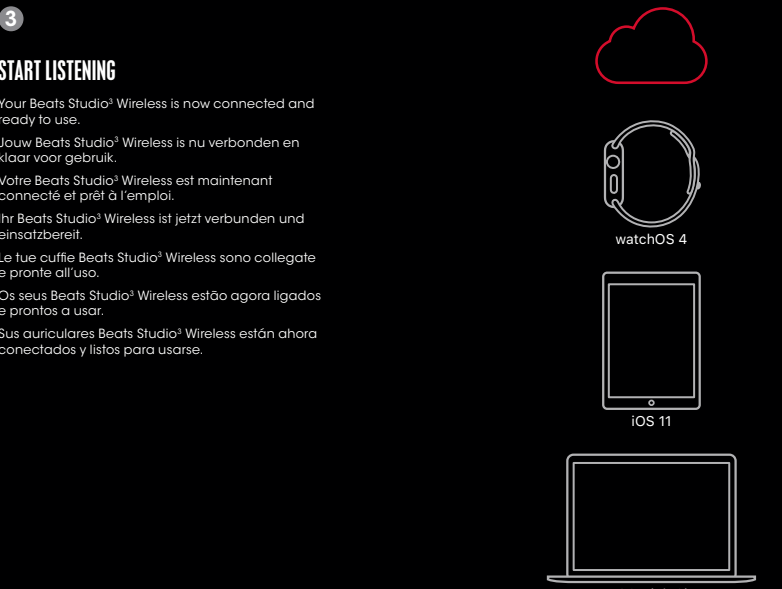 3
START LISTENING
Your Beats Studio³ Wireless is now connected and
ready to use.
Jouw Beats Studio³ Wireless is nu verbonden en
klaar voor gebruik.
Votre Beats Studio³ Wireless est maintenant
connecté et prêt à l’emploi.
Ihr Beats Studio³ Wireless ist jetzt verbunden und
einsatzbereit.
Le tue cuffie Beats Studio³ Wireless sono collegate
e pronte all’uso.
Os seus Beats Studio³ Wireless estão agora ligados
e prontos a usar.
Sus auriculares Beats Studio³ Wireless están ahora
conectados y listos para usarse.
watchOS 4
iOS 11